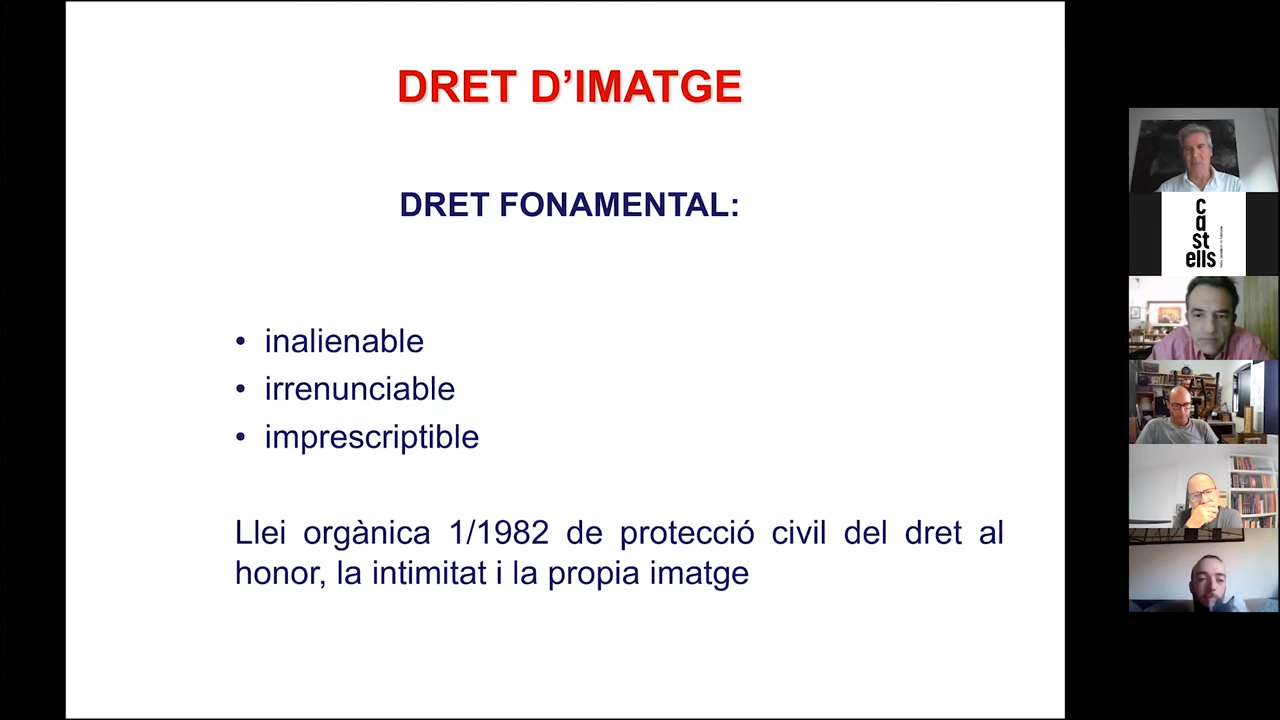 DRET D’IMATGE
DRET FONAMENTAL:
• inalienable
• irrenunciable
• imprescriptible
Llei orgànica 1/1982 de protecció civil del dret al
honor, la intimitat i la propia imatge
c
a
st
ells